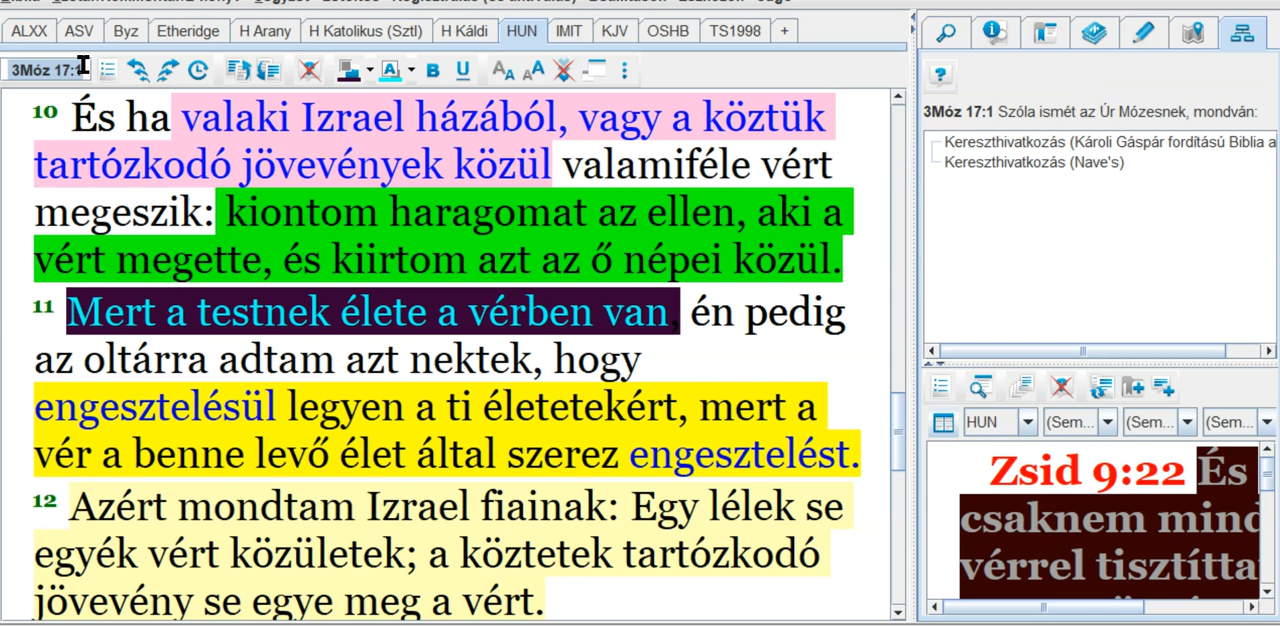 ALXX ASV Byz Etheridge H Arany H Katolikus (Sztl) H Káldi HUN IMIT KJV OSHB TS1998 +
3Móz 17:1
10 És ha valaki Izrael házából, vagy a köztük
tartózkodó jövevények közül valamiféle vért
megeszik: kiontom haragomat az ellen, aki a
vért megette, és kiirtom azt az ő népei közül.
11 Mert a testnek élete a vérben van, én pedig
az oltárra adtam azt nektek, hogy
engesztelésül legyen a ti életetekért, mert a
vér a benne levő élet által szerez engesztelést.
12 Azért mondtam Izrael fiainak: Egy lélek se
egyék vért közületek; a köztetek tartózkodó
jövevény se egye meg a vért.
3Móz 17:1 Szóla ismét az Úr Mózesnek, mondván:
Kereszthivatkozás (Károli Gáspár fordítású Biblia a
Kereszthivatkozás (Nave's)
HUN (Sem... (Sem... (Sem...
Zsid 9:22 És
csaknem mind
vérrel tisztítta